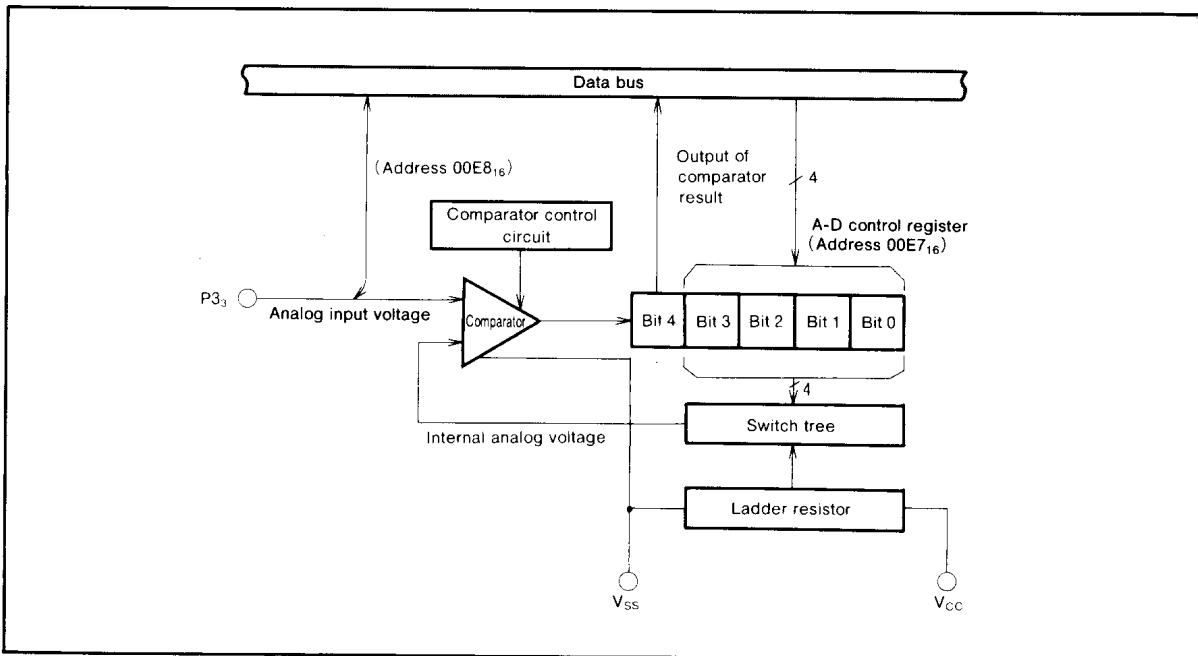 Data bus
(Address 00E8₁₆)
Output of
comparator
result
4
Comparator control
circuit
A-D control register
(Address 00E7₁₆)
P3₃
Analog input voltage
Comparator
Bit 4
Bit 3
Bit 2
Bit 1
Bit 0
4
Internal analog voltage
Switch tree
Ladder resistor
V_SS
V_CC